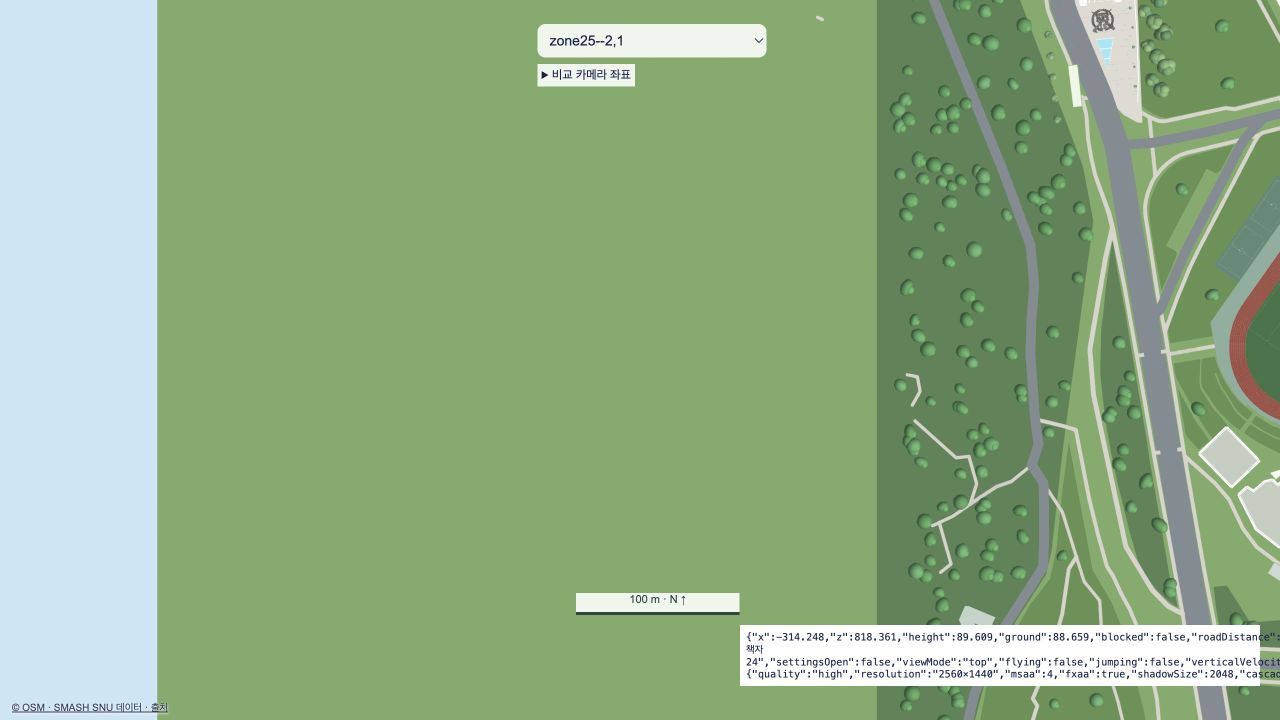 zone25--2,1
▶ 비교 카메라 좌표
100 m · N ↑
{"x":-314.248,"z":818.361,"height":89.609,"ground":88.659,"blocked":false,"roadDistance":
책자
24","settingsOpen":false,"viewMode":"top","flying":false,"jumping":false,"verticalVelocit
{"quality":"high","resolution":"2560×1440","msaa":4,"fxaa":true,"shadowSize":2048,"cascad
© OSM · SMASH SNU 데이터 · 출처